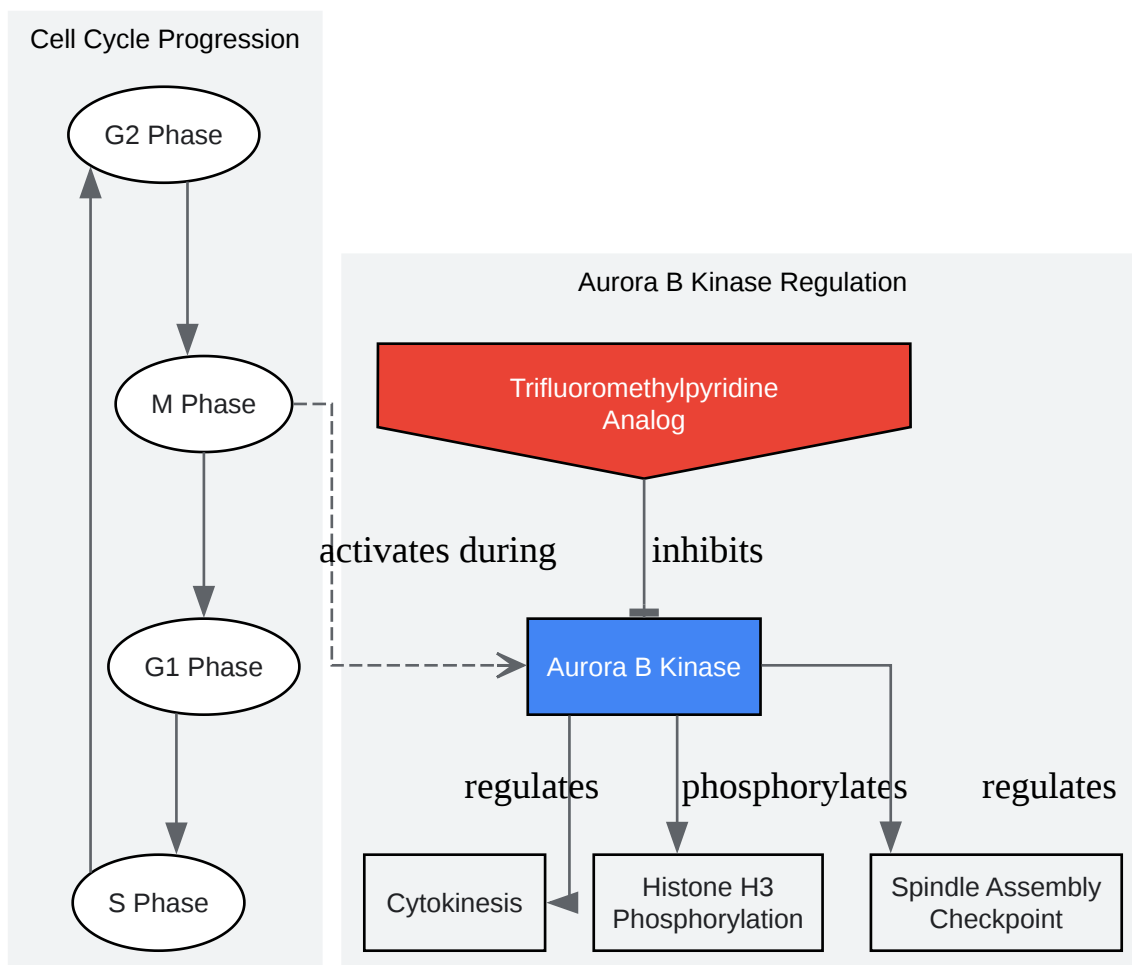 Cell Cycle Progression
G2 Phase
M Phase
G1 Phase
S Phase
Aurora B Kinase Regulation
Trifluoromethylpyridine
Analog
activates during
inhibits
Aurora B Kinase
regulates
phosphorylates
regulates
Cytokinesis
Histone H3
Phosphorylation
Spindle Assembly
Checkpoint